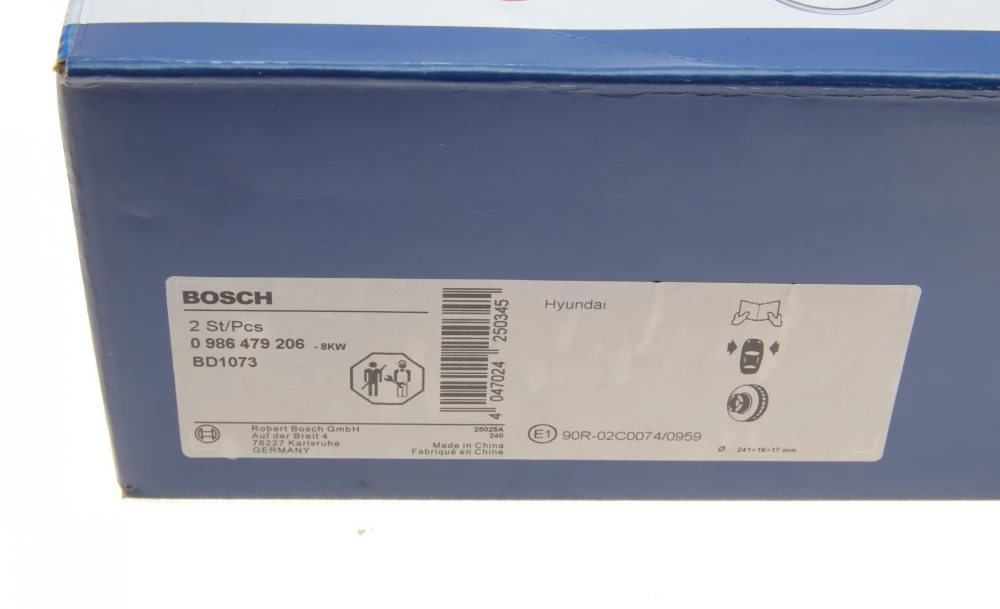 BOSCH
2 St/Pcs
0 986 479 206 - 8KW
BD1073
4 047024 250345
Robert Bosch GmbH
Auf der Breit 4
76227 Karlsruhe
GERMANY
25025A
240
Made in China
Fabriqué en Chine
Hyundai
E1 90R-02C0074/0959
Ø 241×19×17 mm